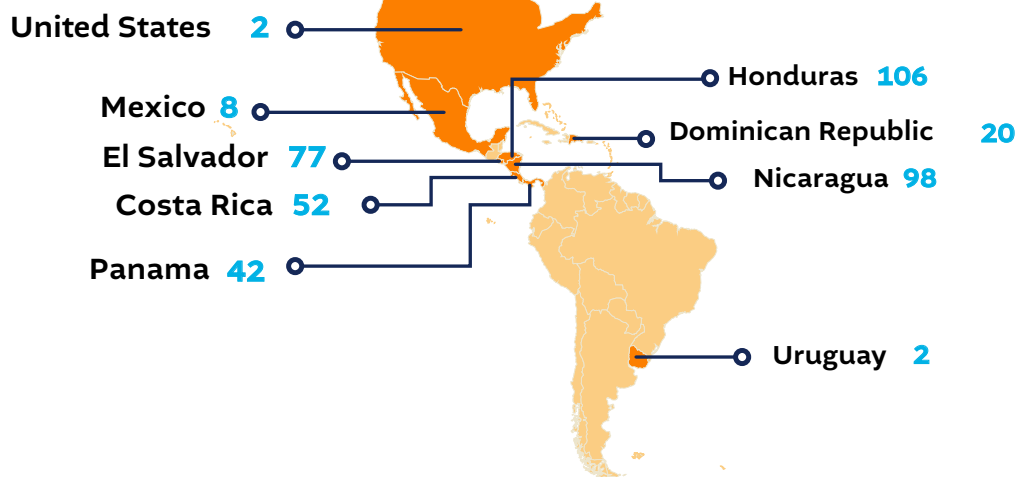 United States 2
Mexico 8
El Salvador 77
Costa Rica 52
Panama 42
Honduras 106
Dominican Republic 20
Nicaragua 98
Uruguay 2